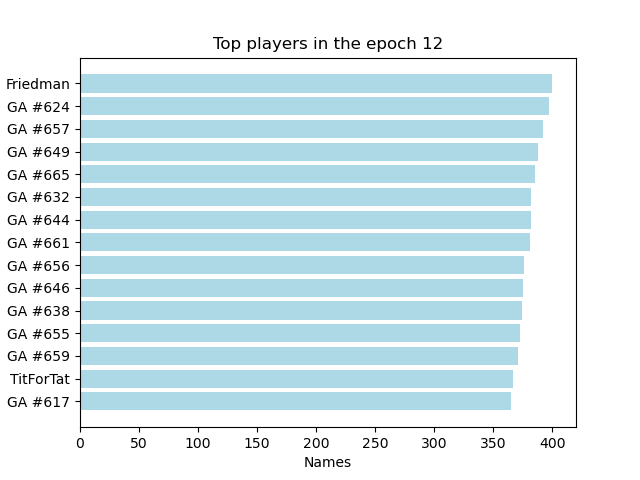 Top players in the epoch 12
Friedman
GA #624
GA #657
GA #649
GA #665
GA #632
GA #644
GA #661
GA #656
GA #646
GA #638
GA #655
GA #659
TitForTat
GA #617
0 50 100 150 200 250 300 350 400
Names